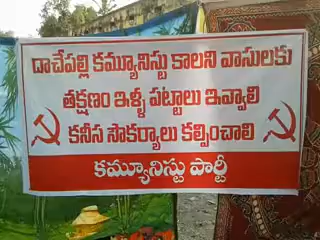 దాచేపల్లి కమ్యూనిస్టు కాలని వాసులకు
తక్షణం ఇళ్ళ పట్టాలు ఇవ్వాలి
కనీస సౌకర్యాలు కల్పించాలి
కమ్యూనిస్టు పార్టీ